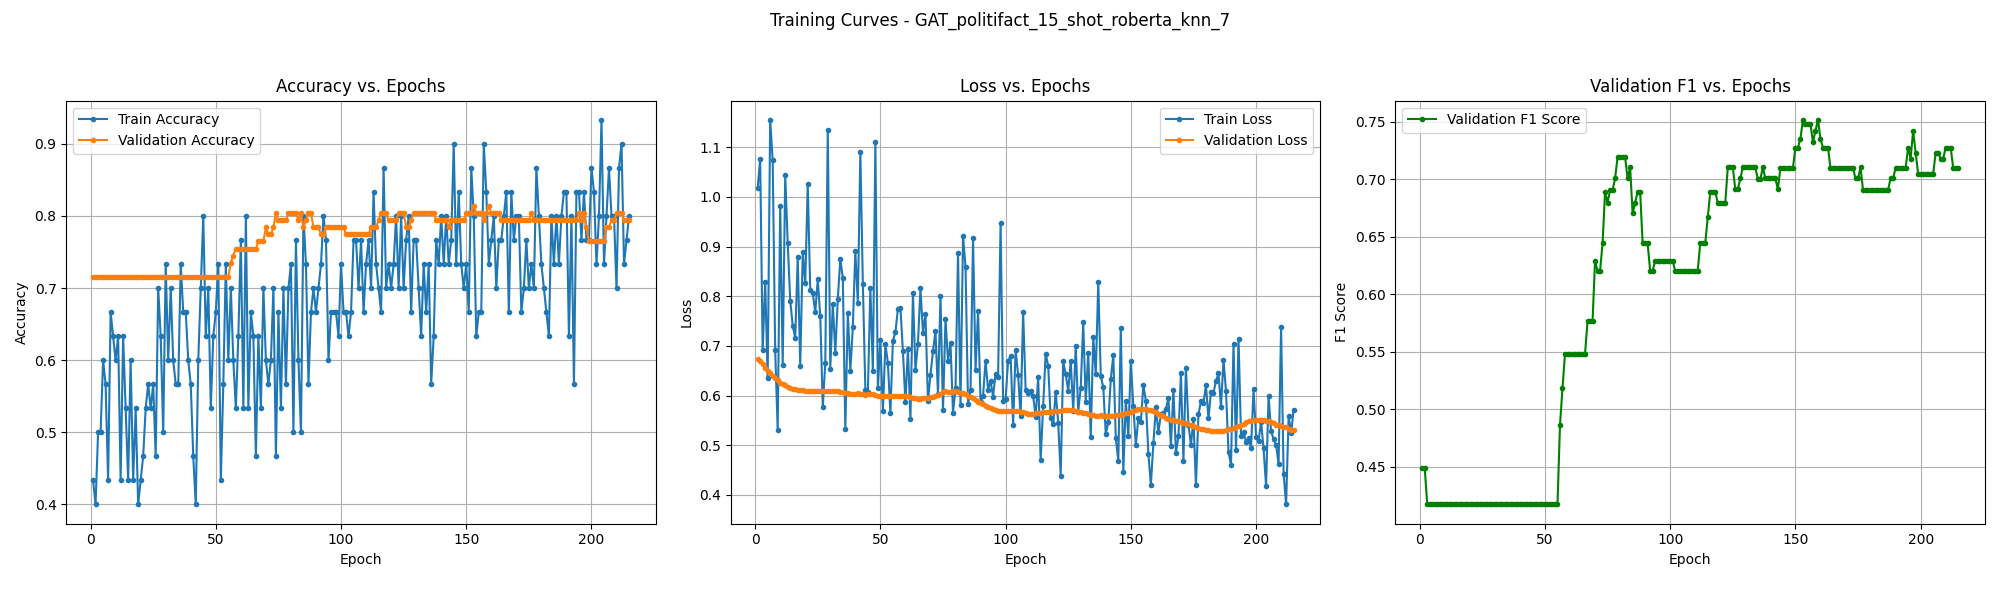 Training Curves - GAT_politifact_15_shot_roberta_knn_7
Accuracy vs. Epochs
Train Accuracy
Validation Accuracy
0.9
0.8
0.7
0.6
0.5
0.4
Accuracy
0
50
100
150
200
Epoch
Loss vs. Epochs
Train Loss
Validation Loss
1.1
1.0
0.9
0.8
0.7
0.6
0.5
0.4
Loss
0
50
100
150
200
Epoch
Validation F1 vs. Epochs
Validation F1 Score
0.75
0.70
0.65
0.60
0.55
0.50
0.45
F1 Score
0
50
100
150
200
Epoch